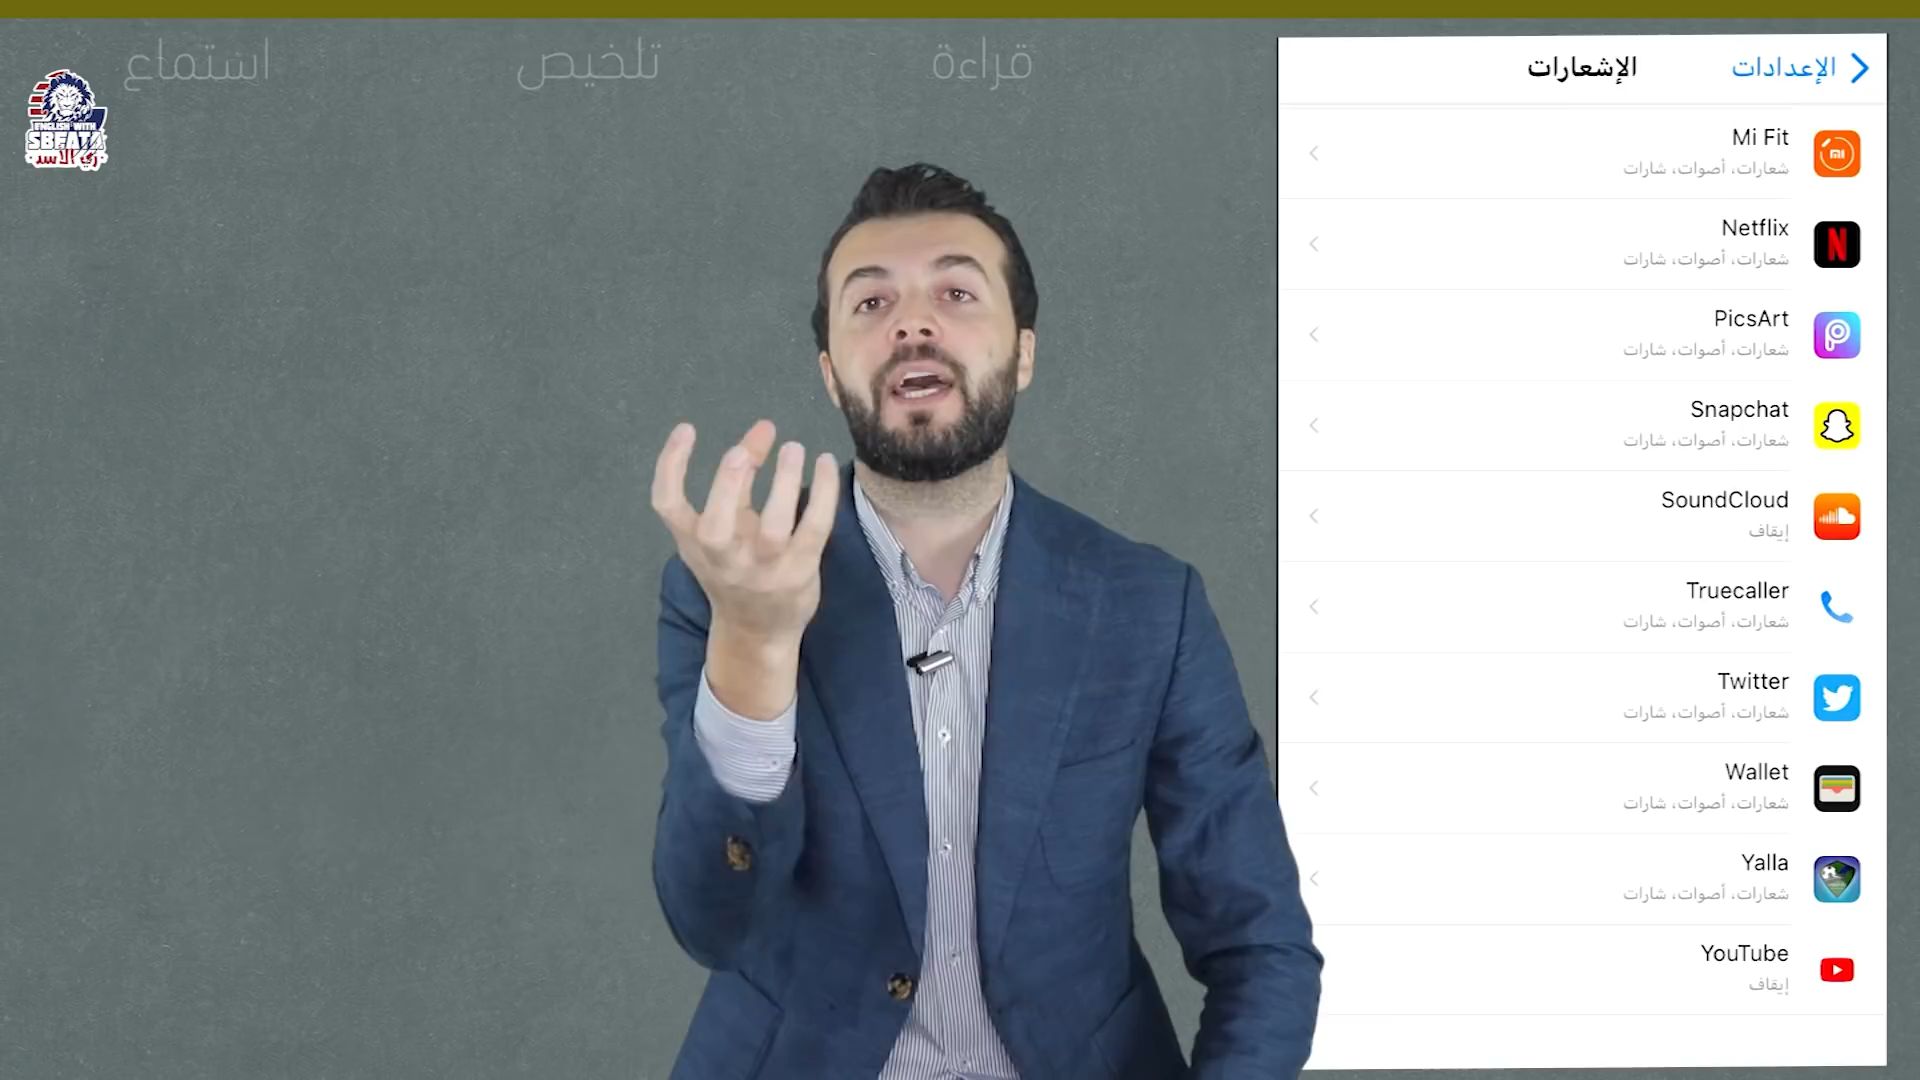 قراءة
تلخيص
استماع
ENGLISH WITH
SBEATA
زي الأسد
الإعدادات
الإشعارات
Mi Fit
شعارات، أصوات، شارات
Netflix
شعارات، أصوات، شارات
PicsArt
شعارات، أصوات، شارات
Snapchat
شعارات، أصوات، شارات
SoundCloud
إيقاف
Truecaller
شعارات، أصوات، شارات
Twitter
شعارات، أصوات، شارات
Wallet
شعارات، أصوات، شارات
Yalla
شعارات، أصوات، شارات
YouTube
إيقاف